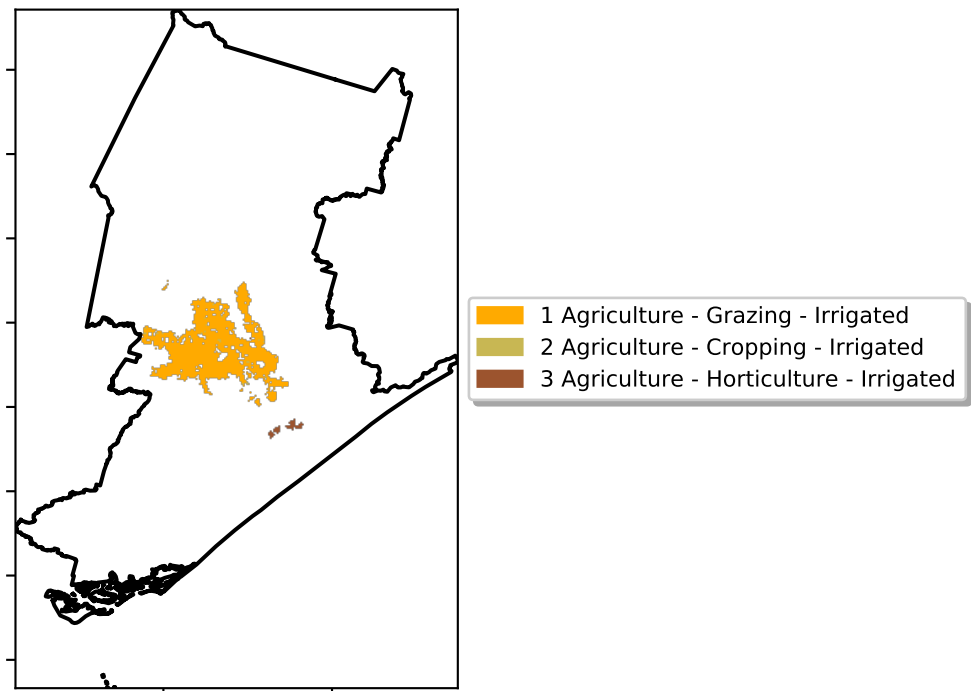 1 Agriculture - Grazing - Irrigated
2 Agriculture - Cropping - Irrigated
3 Agriculture - Horticulture - Irrigated